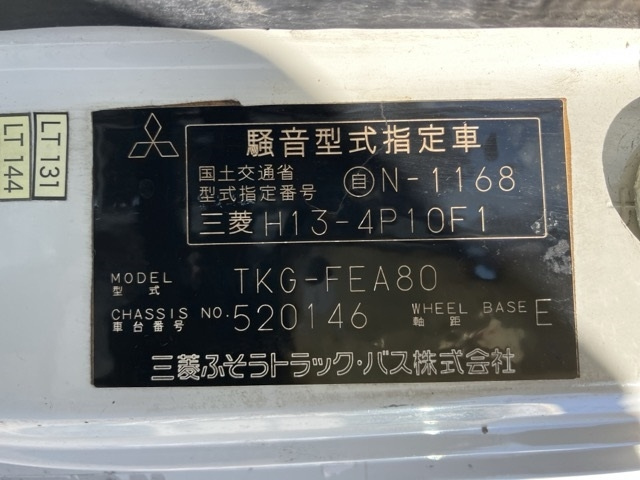 騒音型式指定車
国土交通省
型式指定番号 自 N-1168
三菱 H13-4P10F1
MODEL
型式 TKG-FEA80
CHASSIS NO.
車台番号 520146 WHEEL BASE
軸距 E
三菱ふそうトラック・バス株式会社
LT 131
LT 144